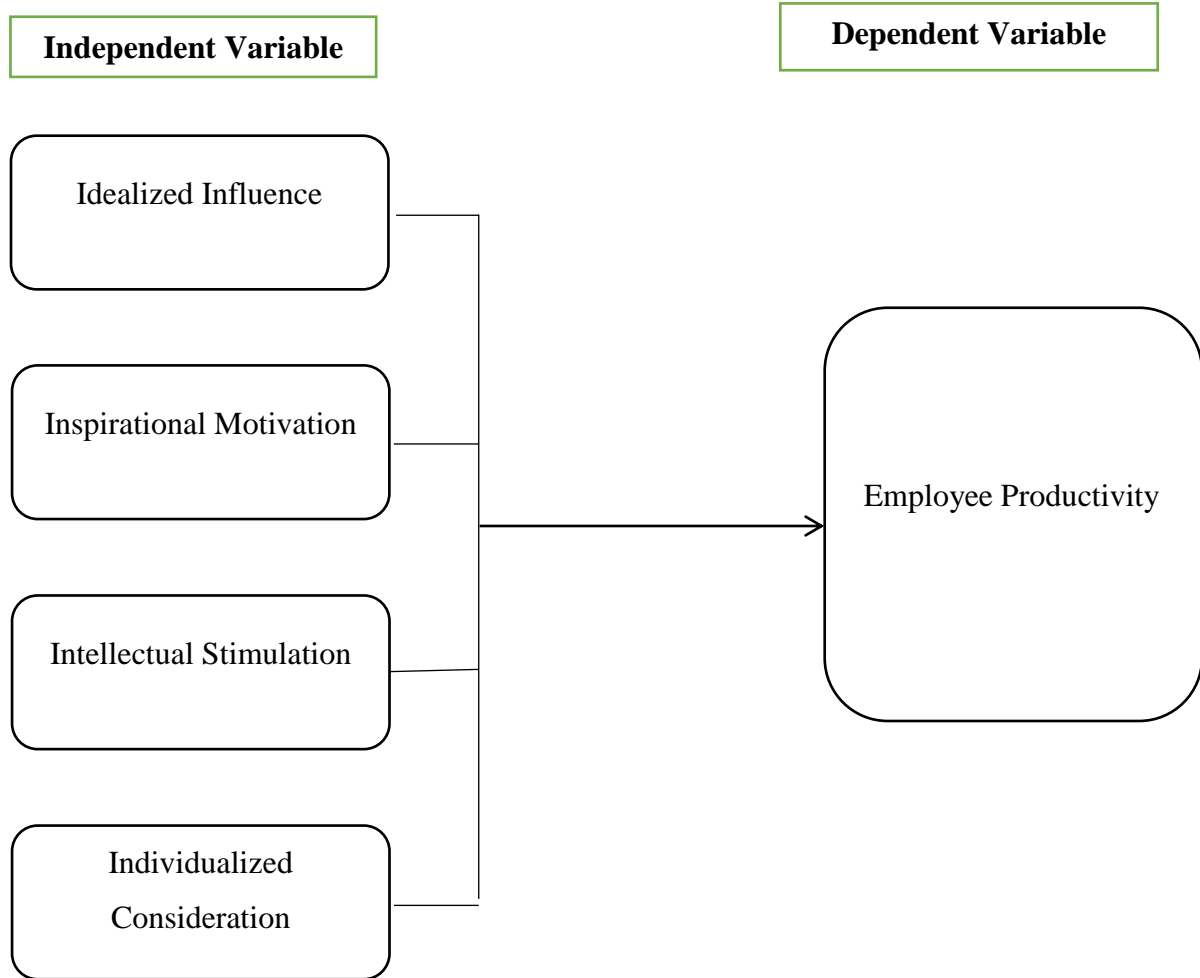 Independent Variable
Dependent Variable
Idealized Influence
Inspirational Motivation
Employee Productivity
Intellectual Stimulation
Individualized
Consideration